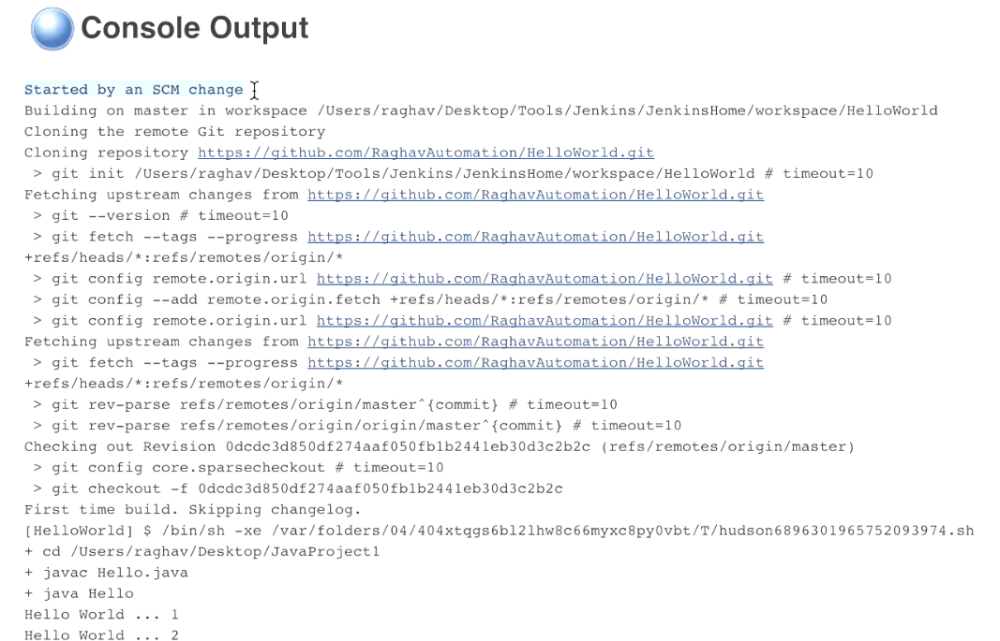 Console Output
Started by an SCM change
Building on master in workspace /Users/raghav/Desktop/Tools/Jenkins/JenkinsHome/workspace/HelloWorld
Cloning the remote Git repository
Cloning repository https://github.com/RaghavAutomation/HelloWorld.git
 > git init /Users/raghav/Desktop/Tools/Jenkins/JenkinsHome/workspace/HelloWorld # timeout=10
Fetching upstream changes from https://github.com/RaghavAutomation/HelloWorld.git
 > git --version # timeout=10
 > git fetch --tags --progress https://github.com/RaghavAutomation/HelloWorld.git
+refs/heads/*:refs/remotes/origin/*
 > git config remote.origin.url https://github.com/RaghavAutomation/HelloWorld.git # timeout=10
 > git config --add remote.origin.fetch +refs/heads/*:refs/remotes/origin/* # timeout=10
 > git config remote.origin.url https://github.com/RaghavAutomation/HelloWorld.git # timeout=10
Fetching upstream changes from https://github.com/RaghavAutomation/HelloWorld.git
 > git fetch --tags --progress https://github.com/RaghavAutomation/HelloWorld.git
+refs/heads/*:refs/remotes/origin/*
 > git rev-parse refs/remotes/origin/master^{commit} # timeout=10
 > git rev-parse refs/remotes/origin/origin/master^{commit} # timeout=10
Checking out Revision 0dcdc3d850df274aaf050fb1b2441eb30d3c2b2c (refs/remotes/origin/master)
 > git config core.sparsecheckout # timeout=10
 > git checkout -f 0dcdc3d850df274aaf050fb1b2441eb30d3c2b2c
First time build. Skipping changelog.
[HelloWorld] $ /bin/sh -xe /var/folders/04/404xtqgs6bl2lhw8c66myxc8py0vbt/T/hudson6896301965752093974.sh
+ cd /Users/raghav/Desktop/JavaProject1
+ javac Hello.java
+ java Hello
Hello World ... 1
Hello World ... 2